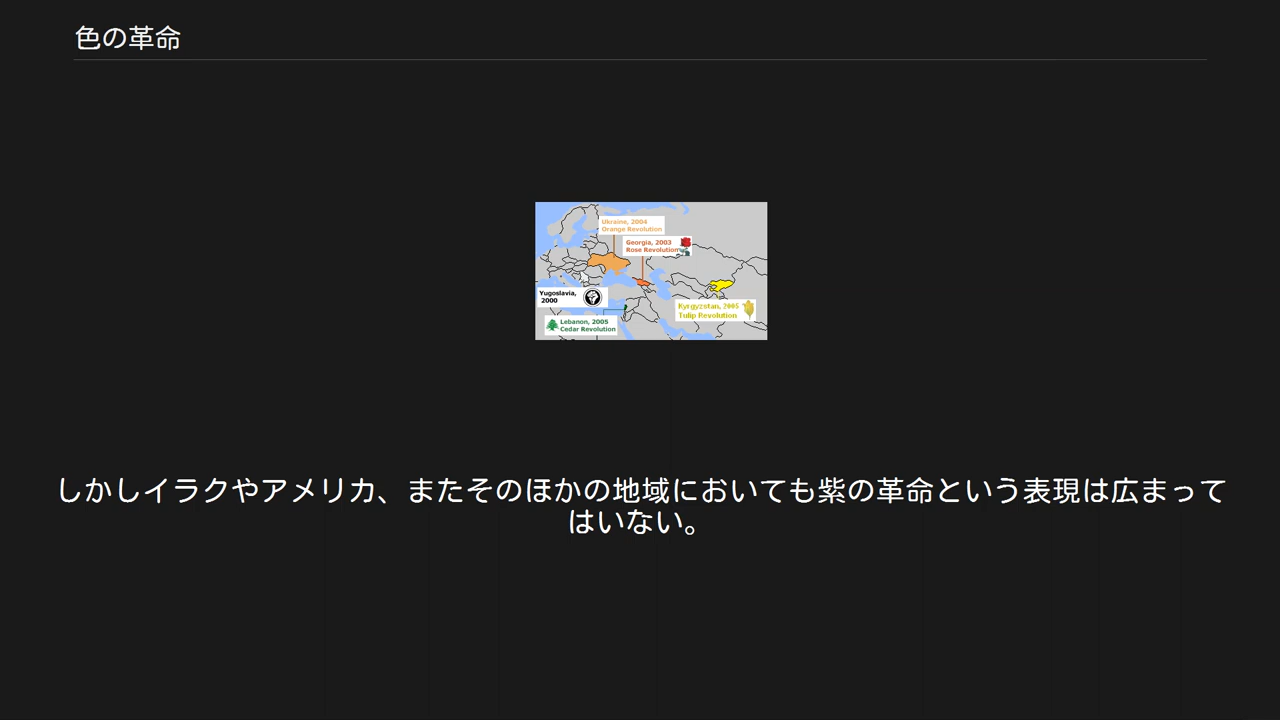 色の革命
Ukraine, 2004
Orange Revolution
Georgia, 2003
Rose Revolution
Yugoslavia,
2000
Kyrgyzstan, 2005
Tulip Revolution
Lebanon, 2005
Cedar Revolution
しかしイラクやアメリカ、またそのほかの地域においても紫の革命という表現は広まって
はいない。